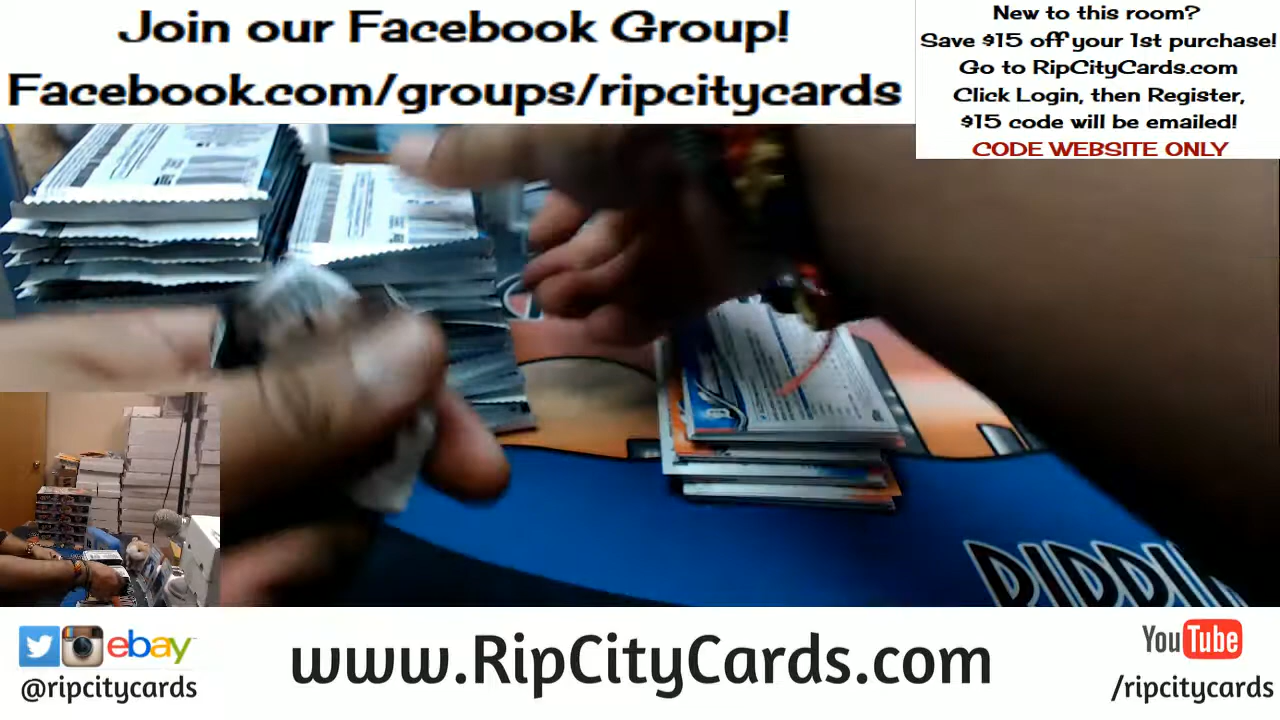 Join our Facebook Group!
Facebook.com/groups/ripcitycards
New to this room?
Save $15 off your 1st purchase!
Go to RipCityCards.com
Click Login, then Register,
$15 code will be emailed!
CODE WEBSITE ONLY
ebay
@ripcitycards
www.RipCityCards.com
YouTube
/ripcitycards